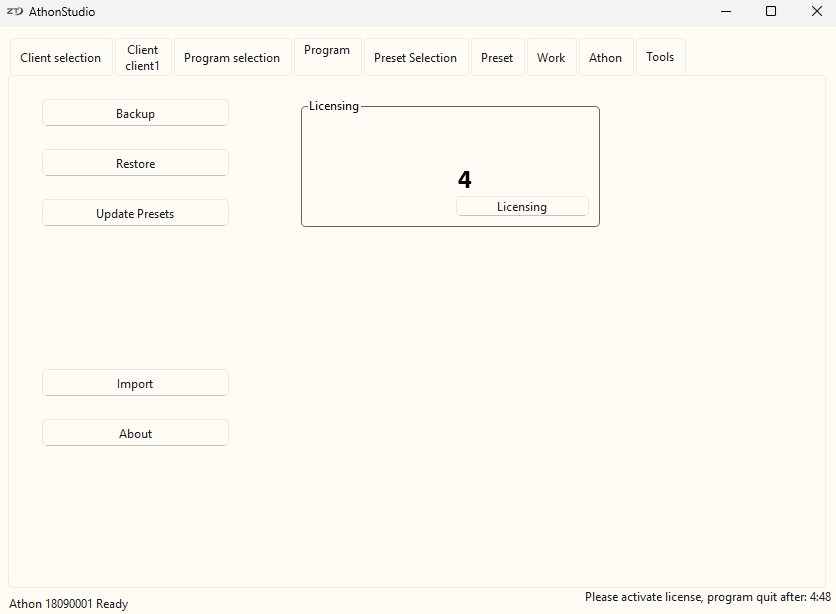 ZTD AthonStudio
Client selection
Client
client1
Program selection
Program
Preset Selection
Preset
Work
Athon
Tools
Backup
Restore
Update Presets
Import
About
Licensing
4
Licensing
Athon 18090001 Ready
Please activate license, program quit after: 4:48